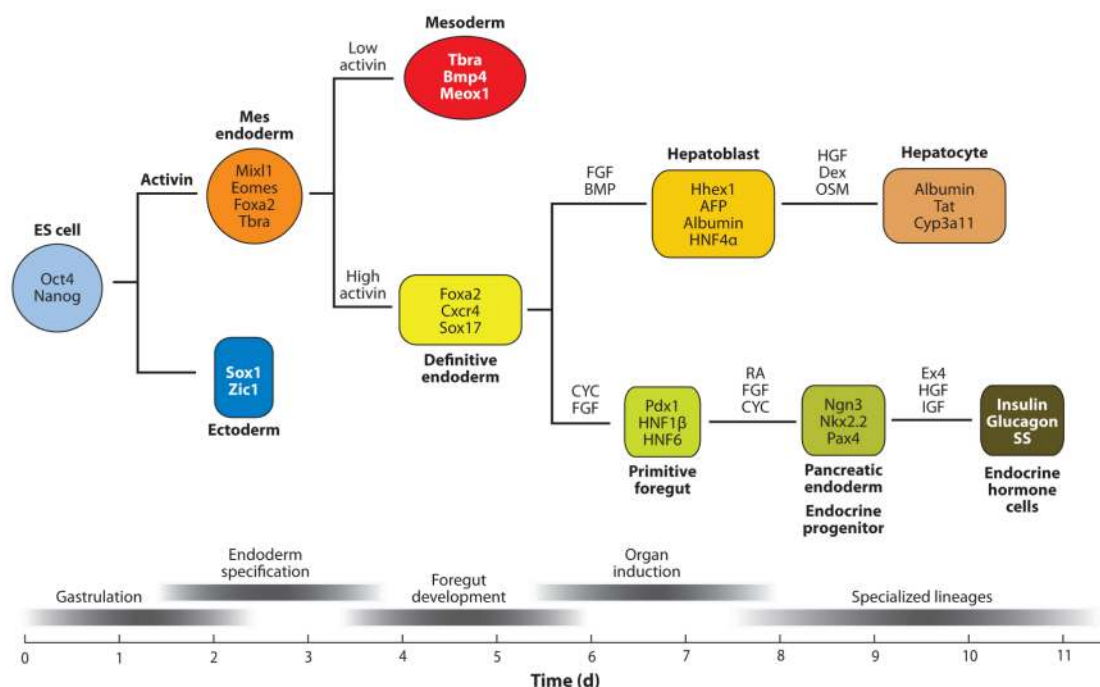 Mesoderm
Low
activin
Tbra
Bmp4
Meox1
Mes
endoderm
Activin
Mixl1
Eomes
Foxa2
Tbra
ES cell
Oct4
Nanog
High
activin
Foxa2
Cxcr4
Sox17
Definitive
endoderm
Sox1
Zic1
Ectoderm
FGF
BMP
Hepatoblast
Hhex1
AFP
Albumin
HNF4α
HGF
Dex
OSM
Hepatocyte
Albumin
Tat
Cyp3a11
CYC
FGF
Pdx1
HNF1β
HNF6
Primitive
foregut
RA
FGF
CYC
Ngn3
Nkx2.2
Pax4
Pancreatic
endoderm
Endocrine
progenitor
Ex4
HGF
IGF
Insulin
Glucagon
SS
Endocrine
hormone
cells
Gastrulation
Endoderm
specification
Foregut
development
Organ
induction
Specialized lineages
0 1 2 3 4 5 6 7 8 9 10 11
Time (d)